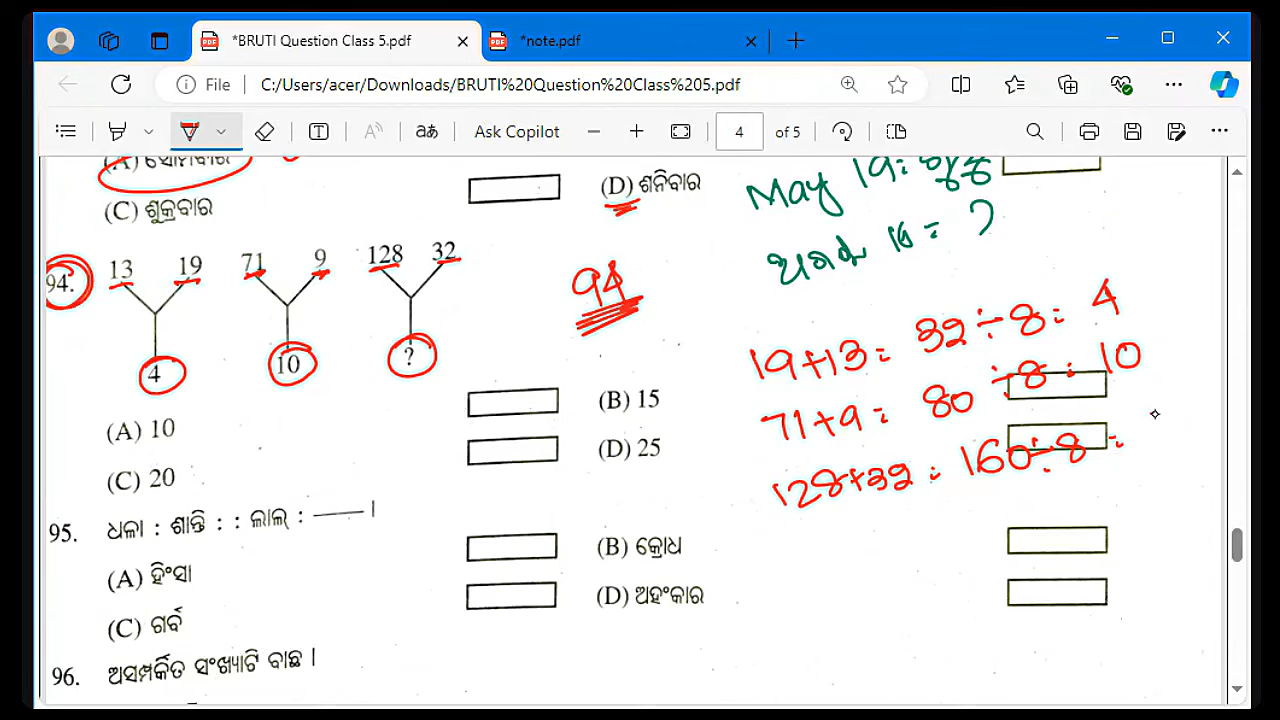 *BRUTI Question Class 5.pdf
*note.pdf
File
C:/Users/acer/Downloads/BRUTI%20Question%20Class%205.pdf
Ask Copilot
4
of 5
(A) ସୋମବାର
(C) ଶୁକ୍ରବାର
(D) ଶନିବାର
May 19:
16 = ?
94.
13 19 71 9 128 32
4 10 ?
94
(A) 10
(B) 15
(C) 20
(D) 25
19+13= 32÷8= 4
71+9= 80÷8= 10
128+32= 160÷8=
95. ଧଳା : ଶାନ୍ତି : : ଲାଲ୍ : ——— ।
(A) ହିଂସା
(B) କ୍ରୋଧ
(C) ଗର୍ବ
(D) ଅହଂକାର
96. ଅସମ୍ପର୍କିତ ସଂଖ୍ୟାଟି ବାଛ ।